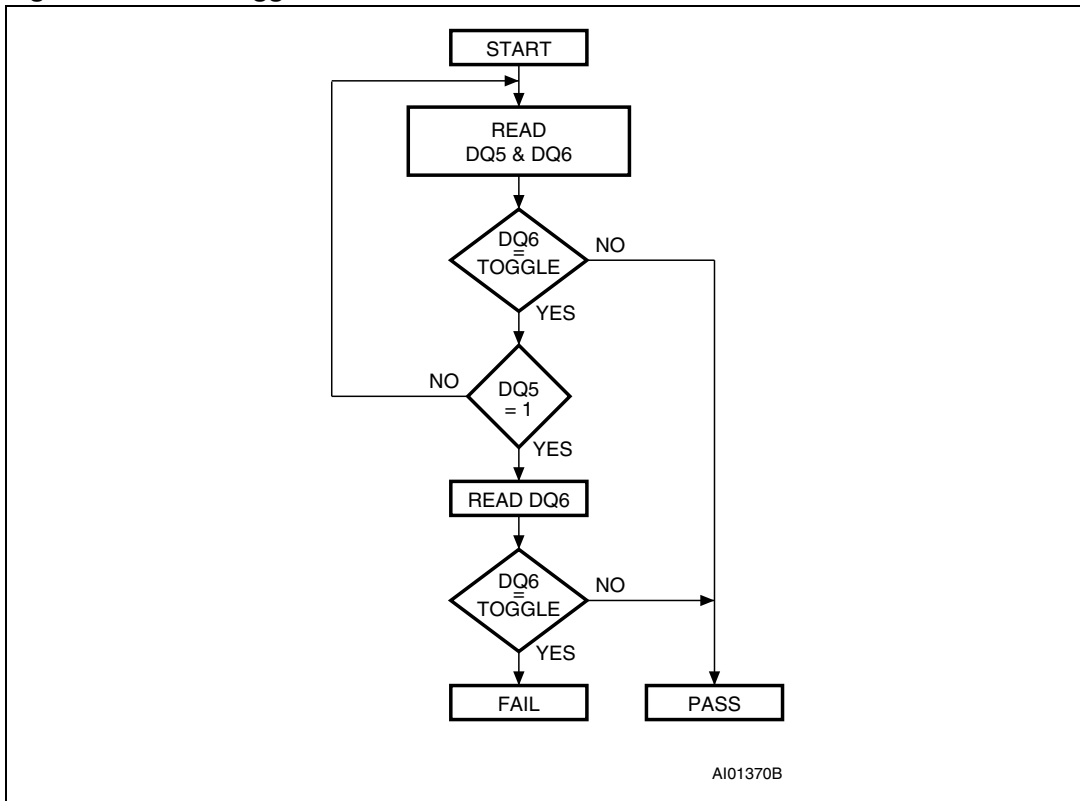 START
READ
DQ5 & DQ6
DQ6
=
TOGGLE
NO
YES
NO
DQ5
= 1
YES
READ DQ6
DQ6
=
TOGGLE
NO
YES
FAIL
PASS
AI01370B